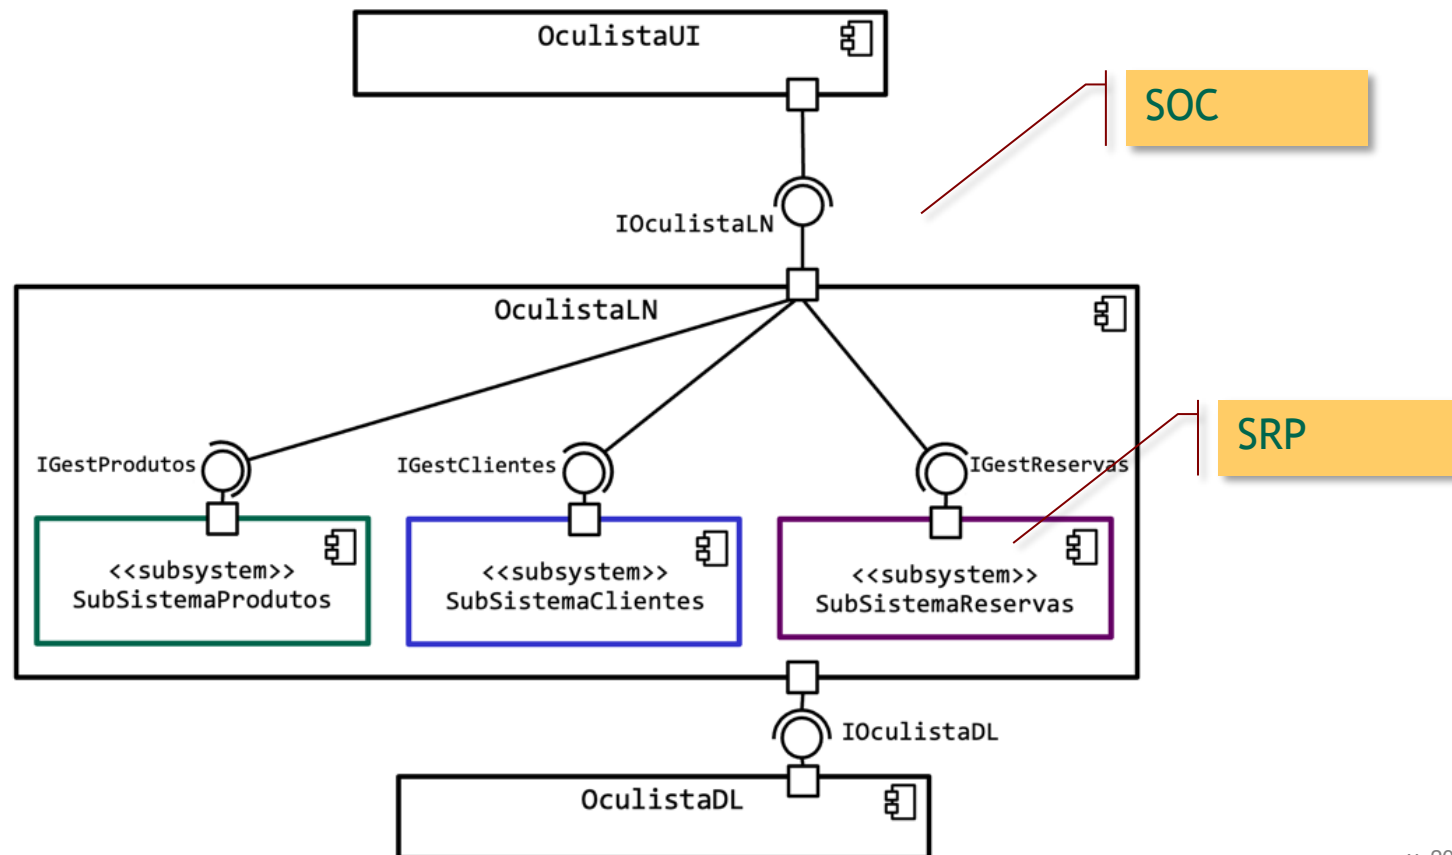 OculistaUI
SOC
IOculistaLN
OculistaLN
IGestProdutos
IGestClientes
IGestReservas
SRP
<<subsystem>>
SubSistemaProdutos
<<subsystem>>
SubSistemaClientes
<<subsystem>>
SubSistemaReservas
IOculistaDL
OculistaDL